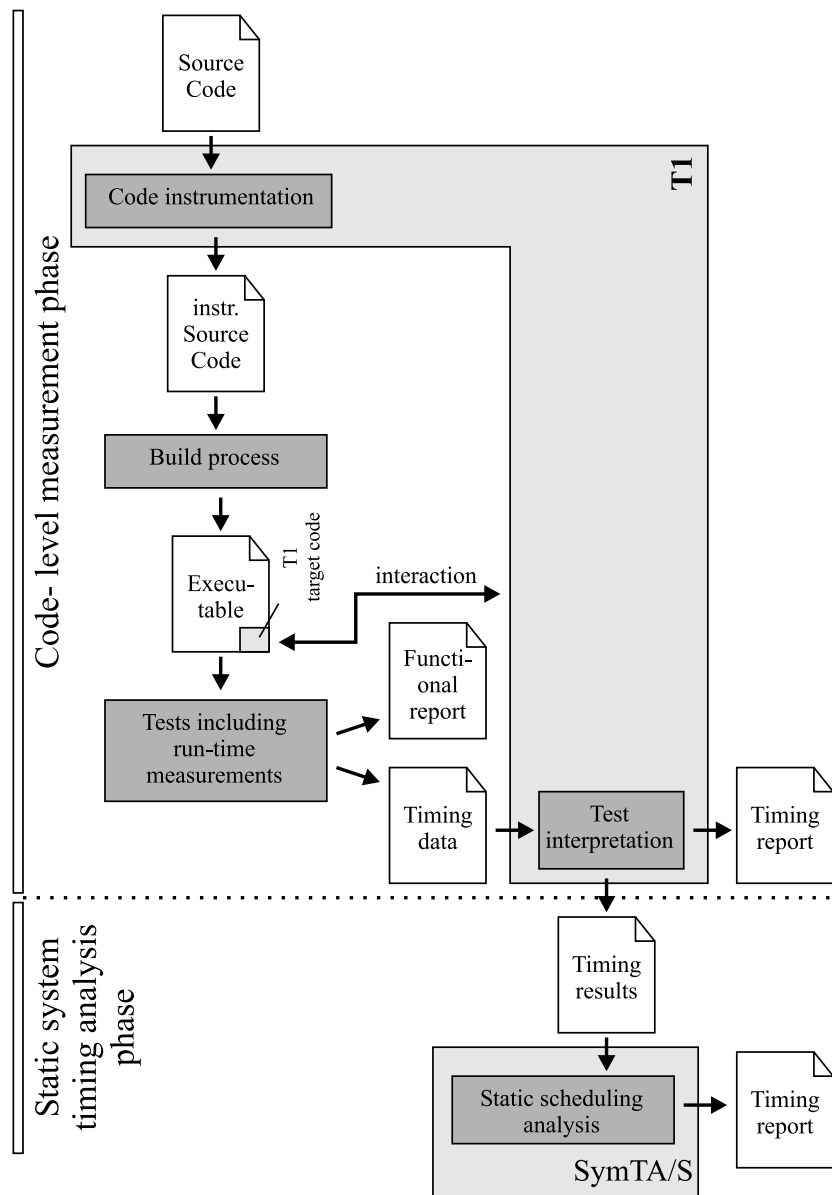 Source
Code
T1
Code instrumentation
Code- level measurement phase
instr.
Source
Code
Build process
T1
target code
Execu-
table
interaction
Functi-
onal
report
Tests including
run-time
measurements
Timing
data
Test
interpretation
Timing
report
Static system
timing analysis
phase
Timing
results
Static scheduling
analysis
Timing
report
SymTA/S